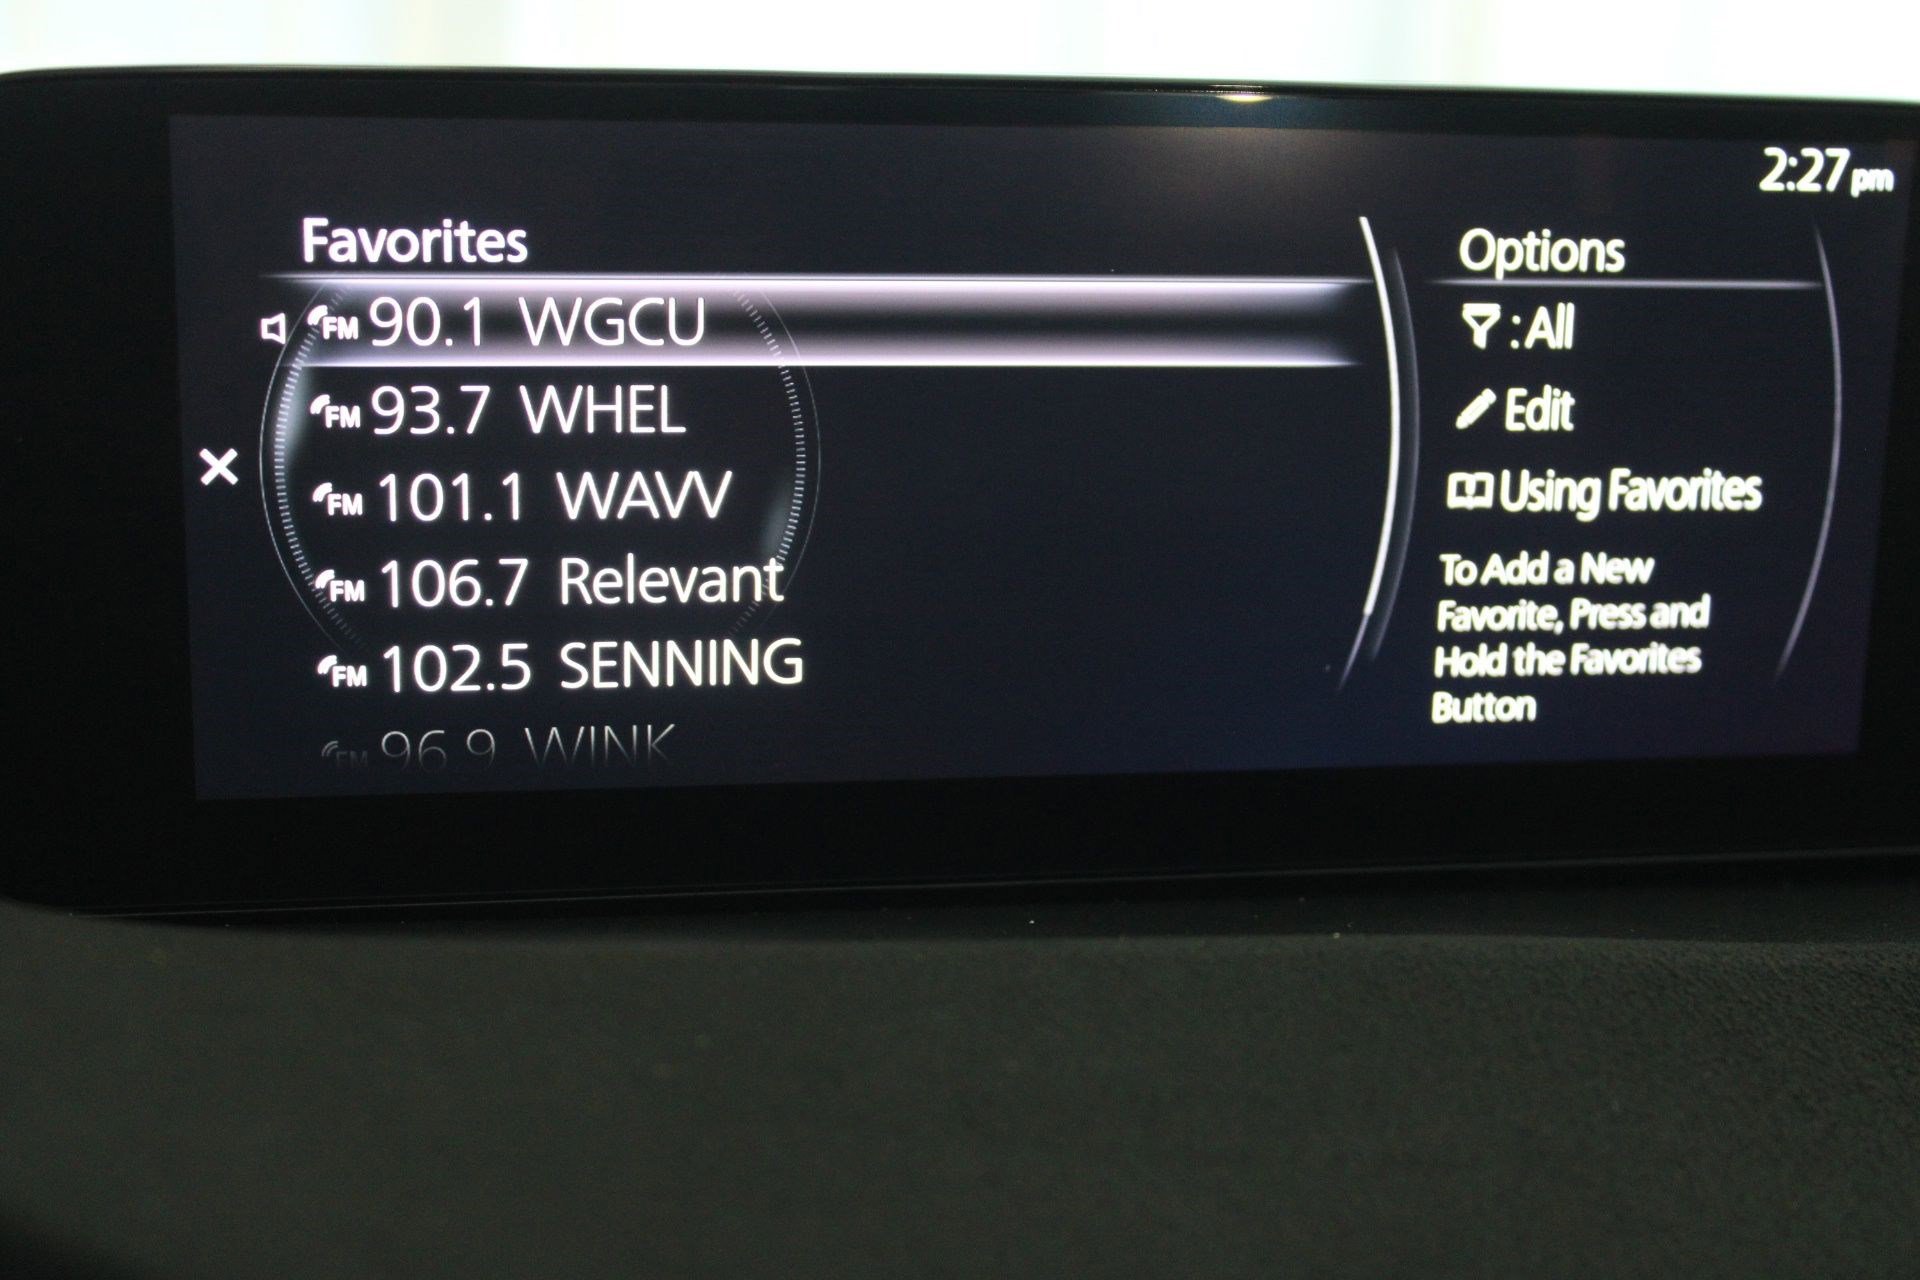 2:27 pm
Favorites
FM 90.1 WGCU
FM 93.7 WHEL
FM 101.1 WAVV
FM 106.7 Relevant
FM 102.5 SENNING
FM 96.9 WINK
Options
: All
Edit
Using Favorites
To Add a New
Favorite, Press and
Hold the Favorites
Button